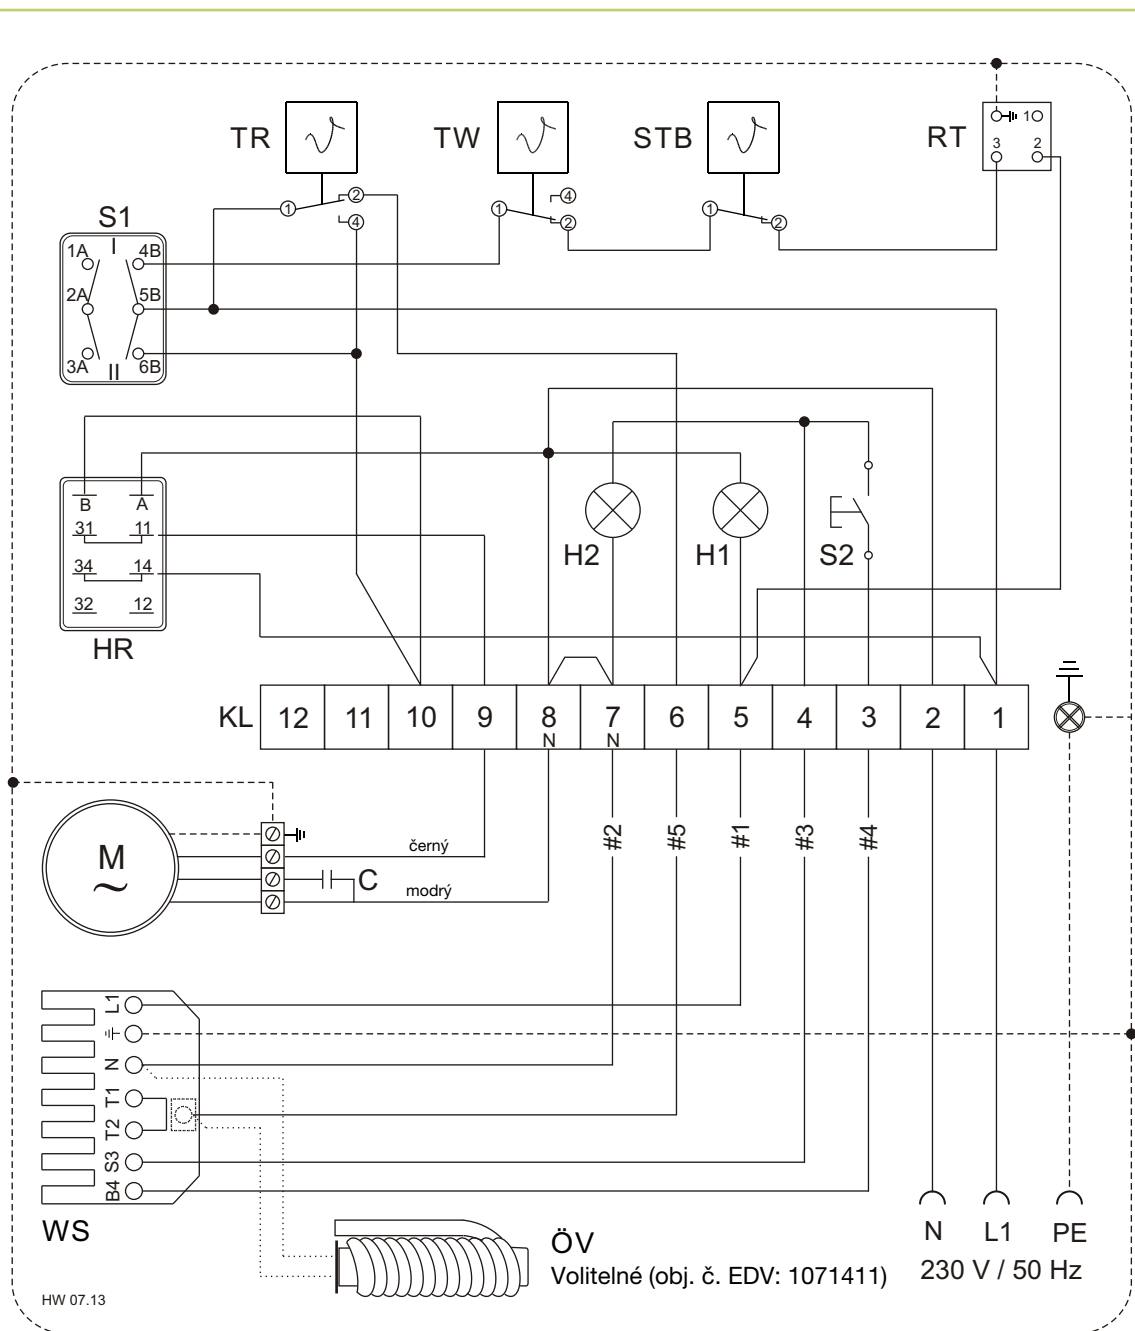 TR
TW
STB
RT
1
3
2
1
2
4
1
4
2
1
2
S1
I
1A
4B
2A
5B
3A
6B
II
B
A
31
11
34
14
32
12
HR
H2
H1
S2
KL
12
11
10
9
8
N
7
N
6
5
4
3
2
1
#2
#5
#1
#3
#4
M
~
černý
C
modrý
L1
N
T1
T2
S3
B4
WS
ÖV
Volitelné (obj. č. EDV: 1071411)
N
L1
PE
230 V / 50 Hz
HW 07.13